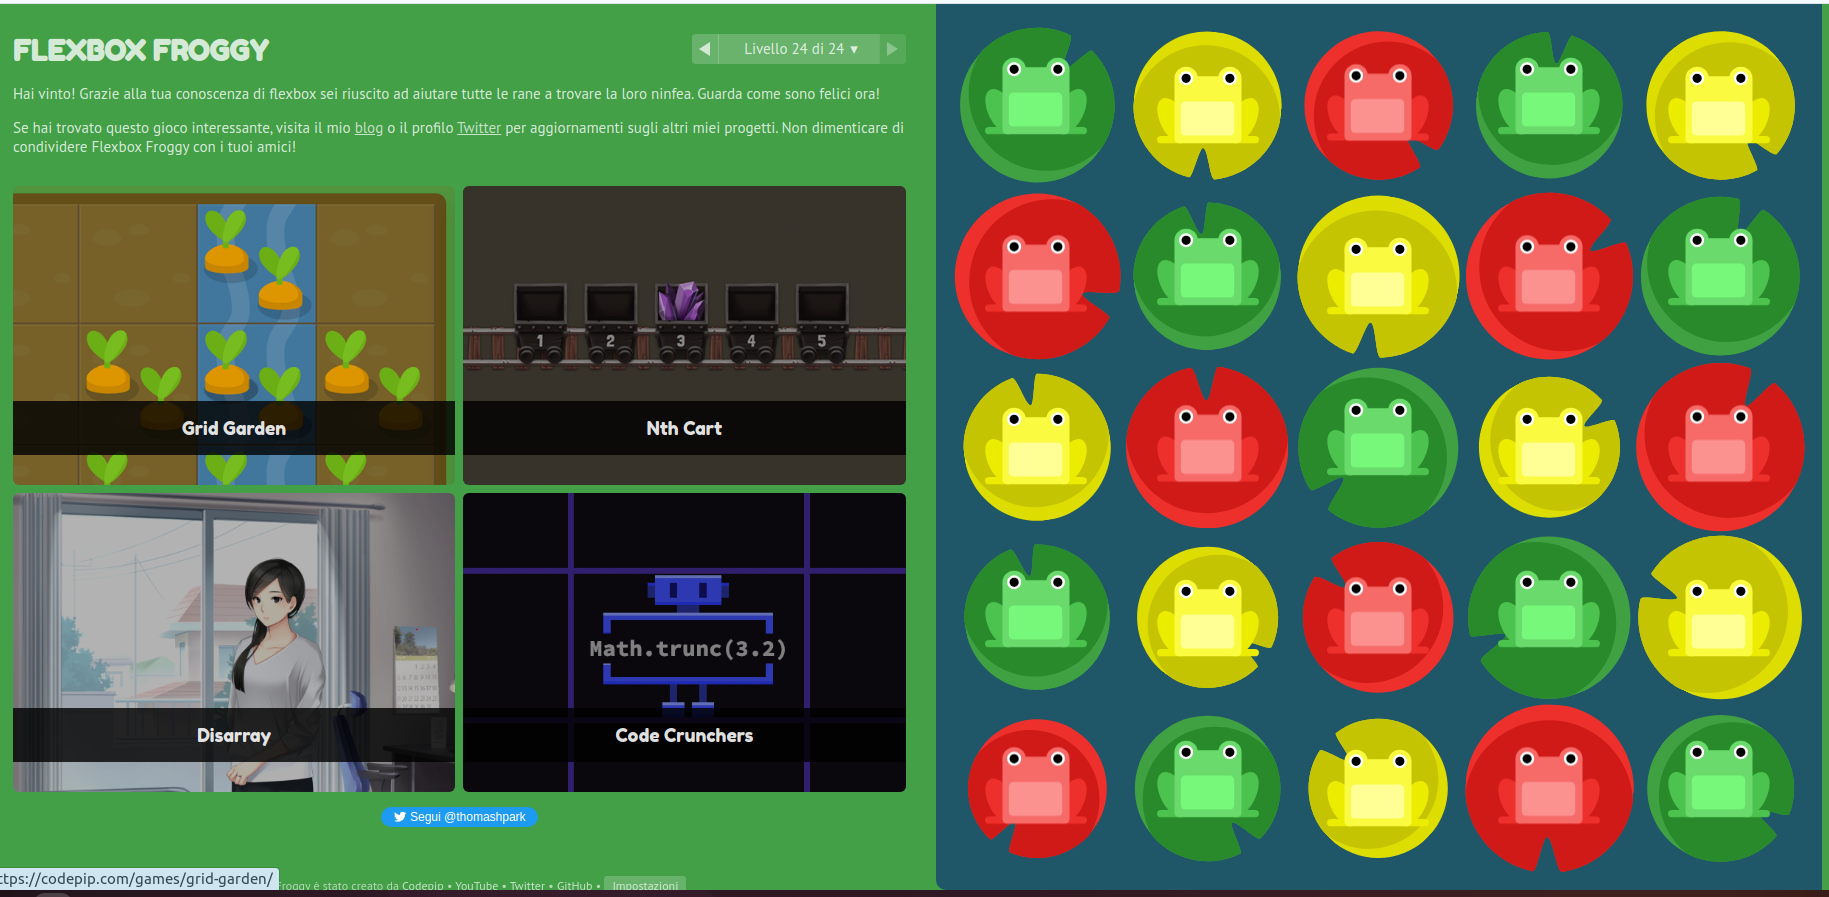 FLEXBOX FROGGY
Livello 24 di 24 ▼
Hai vinto! Grazie alla tua conoscenza di flexbox sei riuscito ad aiutare tutte le rane a trovare la loro ninfea. Guarda come sono felici ora!
Se hai trovato questo gioco interessante, visita il mio blog o il profilo Twitter per aggiornamenti sugli altri miei progetti. Non dimenticare di
condividere Flexbox Froggy con i tuoi amici!
Grid Garden
1 2 3 4 5
Nth Cart
Disarray
Math.trunc(3.2)
Code Crunchers
Segui @thomashpark
ttps://codepip.com/games/grid-garden/
Froggy è stato creato da Codepip • YouTube • Twitter • GitHub • Impostazioni